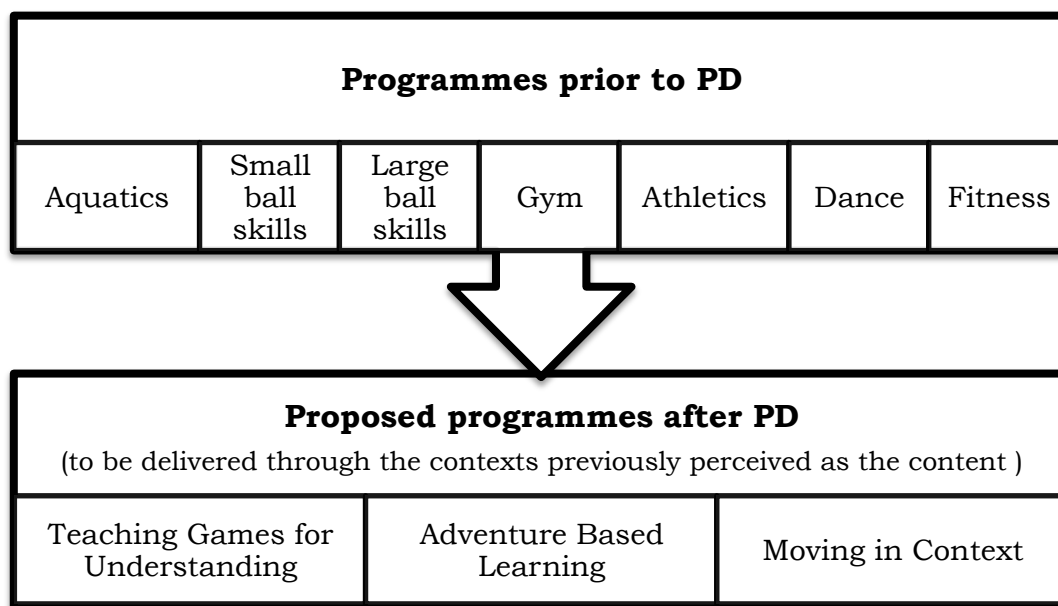 Programmes prior to PD
Aquatics
Small
ball
skills
Large
ball
skills
Gym
Athletics
Dance
Fitness
Proposed programmes after PD
(to be delivered through the contexts previously perceived as the content )
Teaching Games for
Understanding
Adventure Based
Learning
Moving in Context